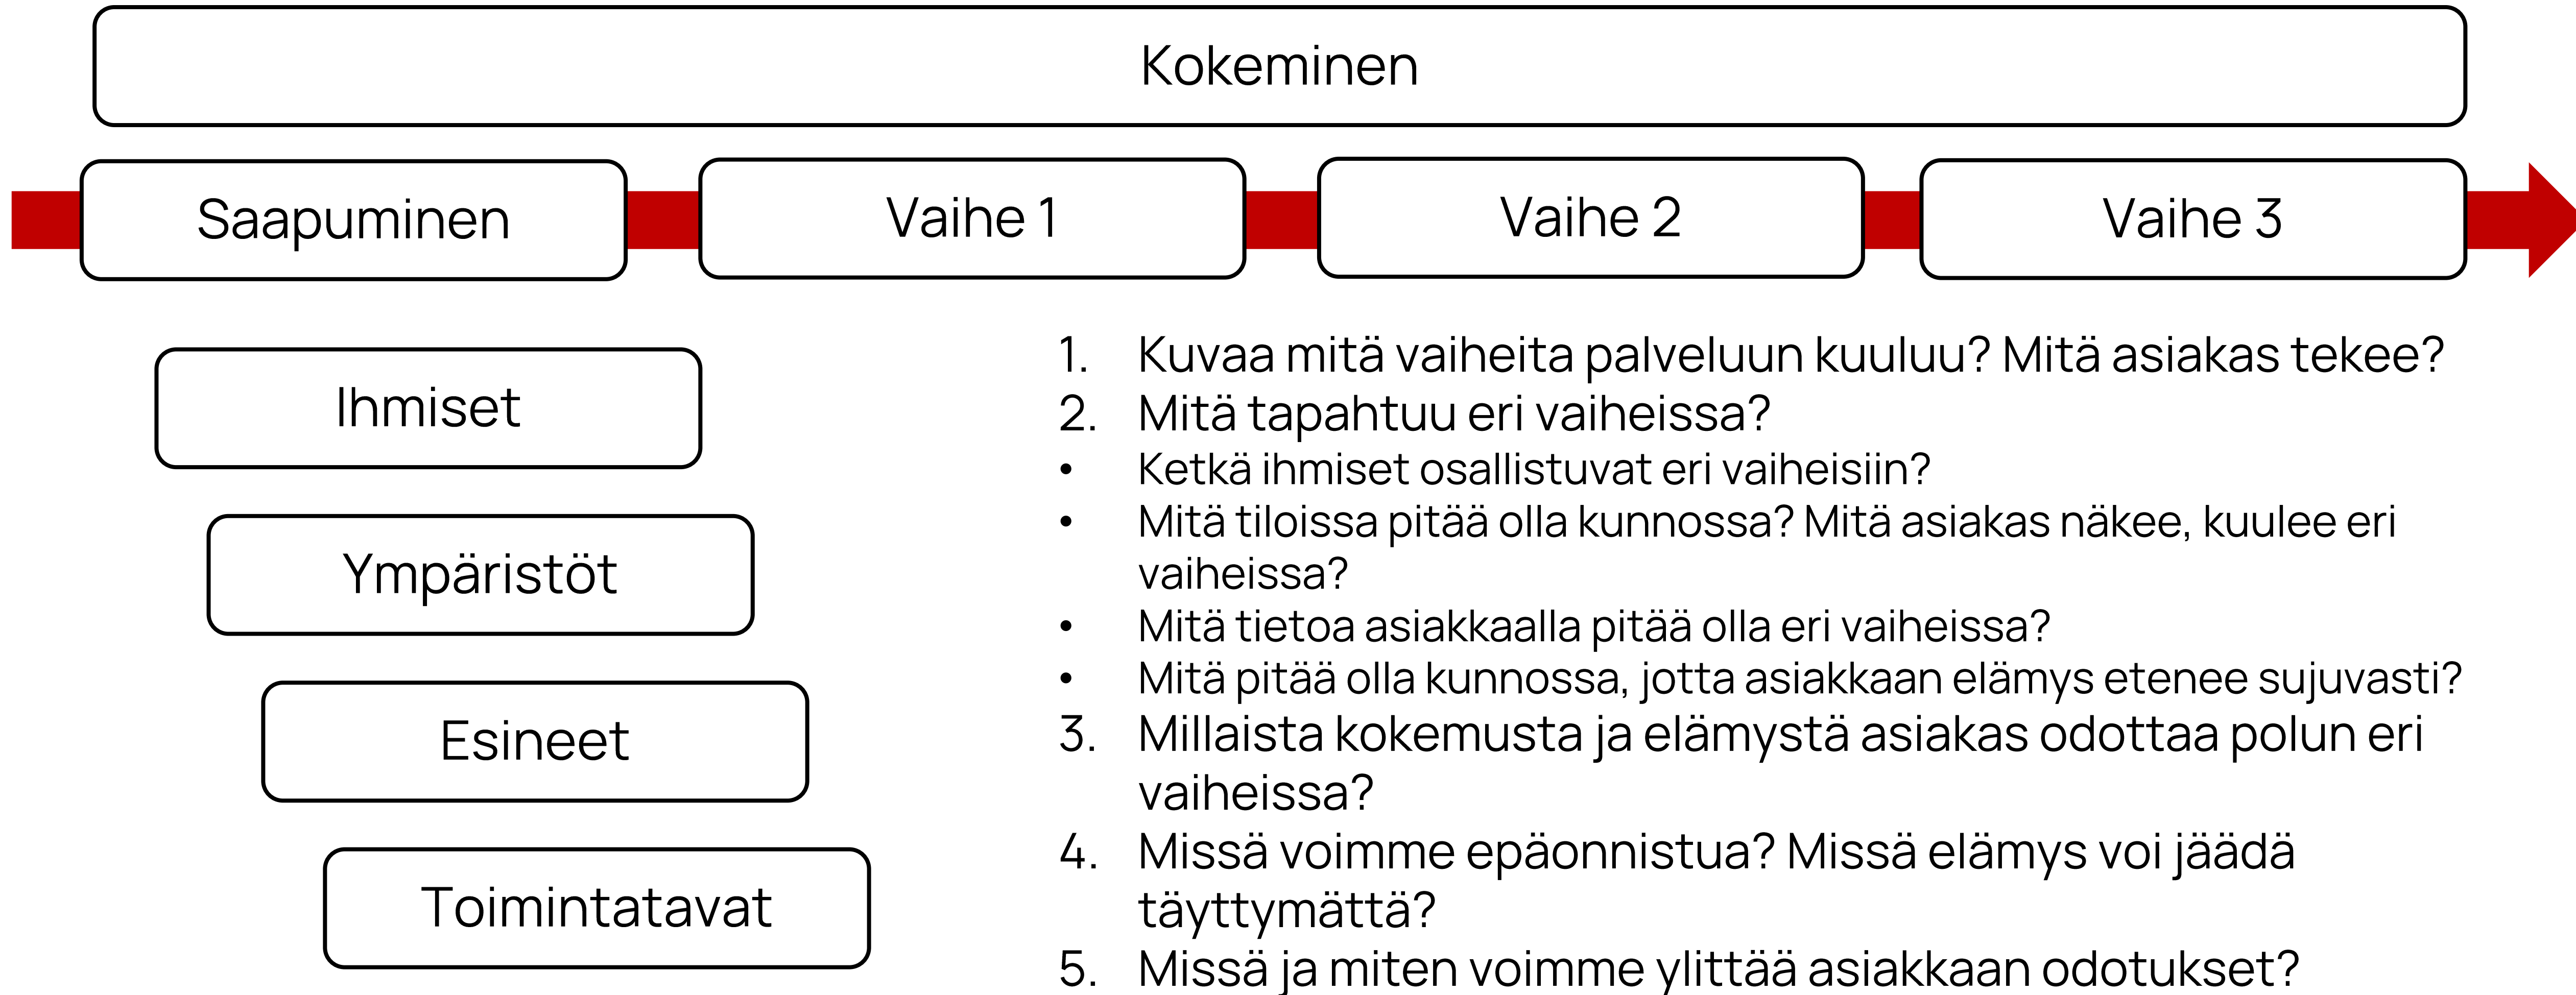 Kokeminen
Saapuminen
Vaihe 1
Vaihe 2
Vaihe 3
Ihmiset
Ympäristöt
Esineet
Toimintatavat
1. Kuvaa mitä vaiheita palveluun kuuluu? Mitä asiakas tekee?
2. Mitä tapahtuu eri vaiheissa?
• Ketkä ihmiset osallistuvat eri vaiheisiin?
• Mitä tiloissa pitää olla kunnossa? Mitä asiakas näkee, kuulee eri
vaiheissa?
• Mitä tietoa asiakkaalla pitää olla eri vaiheissa?
• Mitä pitää olla kunnossa, jotta asiakkaan elämys etenee sujuvasti?
3. Millaista kokemusta ja elämystä asiakas odottaa polun eri
vaiheissa?
4. Missä voimme epäonnistua? Missä elämys voi jäädä
täyttymättä?
5. Missä ja miten voimme ylittää asiakkaan odotukset?